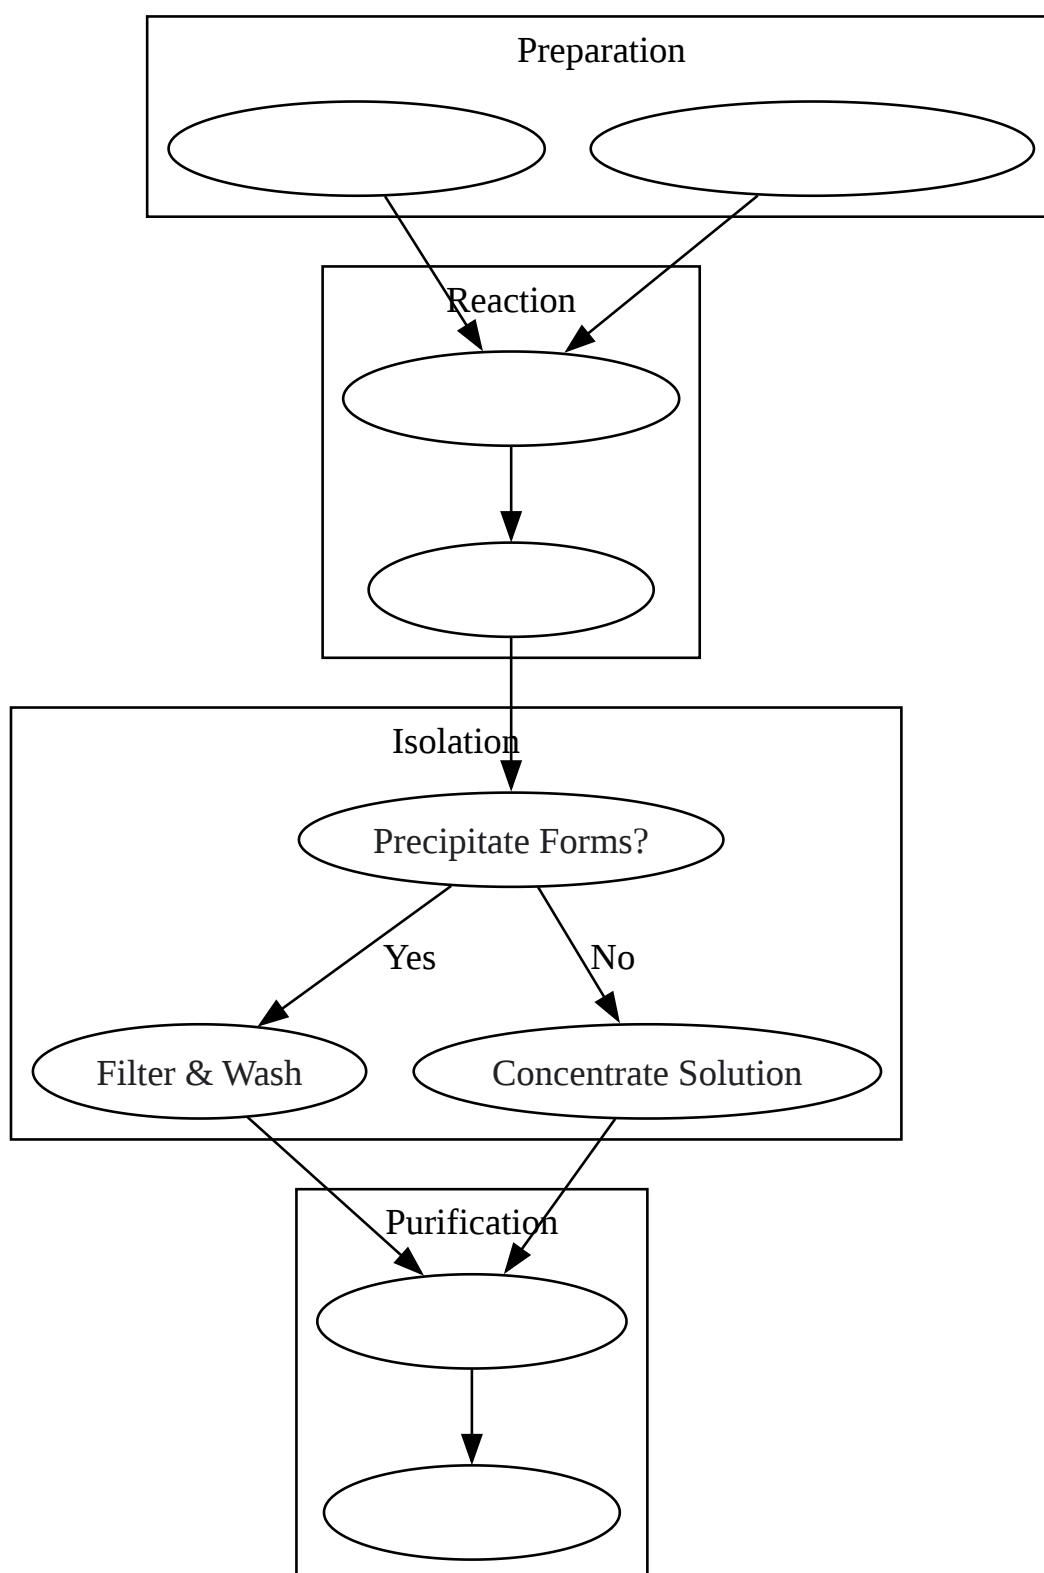 Preparation
Reaction
Isolation
Precipitate Forms?
Yes
No
Filter & Wash
Concentrate Solution
Purification